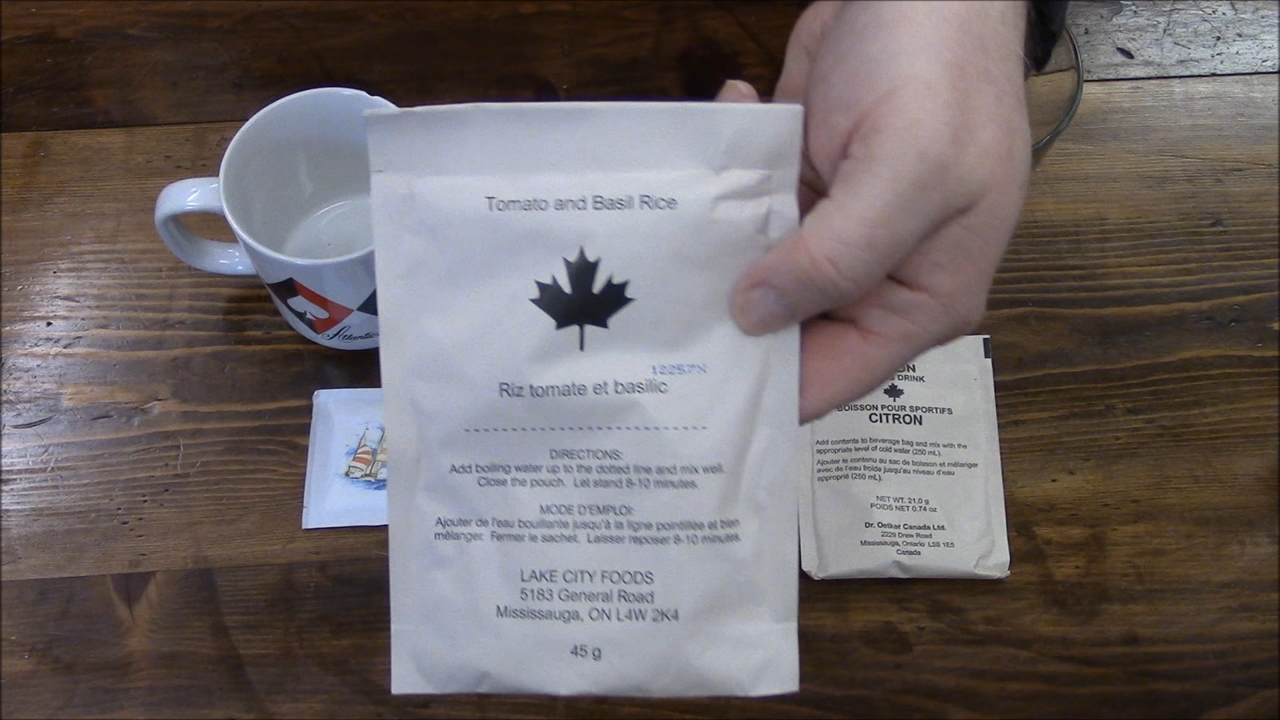 Tomato and Basil Rice
12257N
Riz tomate et basilic
DIRECTIONS:
Add boiling water up to the dotted line and mix well.
Close the pouch. Let stand 8-10 minutes.
MODE D'EMPLOI:
Ajouter de l'eau bouillante jusqu'à la ligne pointillée et bien
mélanger. Fermer le sachet. Laisser reposer 8-10 minutes.
LAKE CITY FOODS
5183 General Road
Mississauga, ON L4W 2K4
45 g
Atlantic
DRINK
BOISSON POUR SPORTIFS
CITRON
Add contents to beverage bag and mix with the
appropriate level of cold water (250 mL).
Ajouter le contenu au sac de boisson et mélanger
avec de l'eau froide jusqu'au niveau d'eau
approprié (250 mL).
NET WT. 21.0 g
POIDS NET 0.74 oz
Dr. Oetker Canada Ltd.
2229 Drew Road
Mississauga, Ontario L5S 1E5
Canada